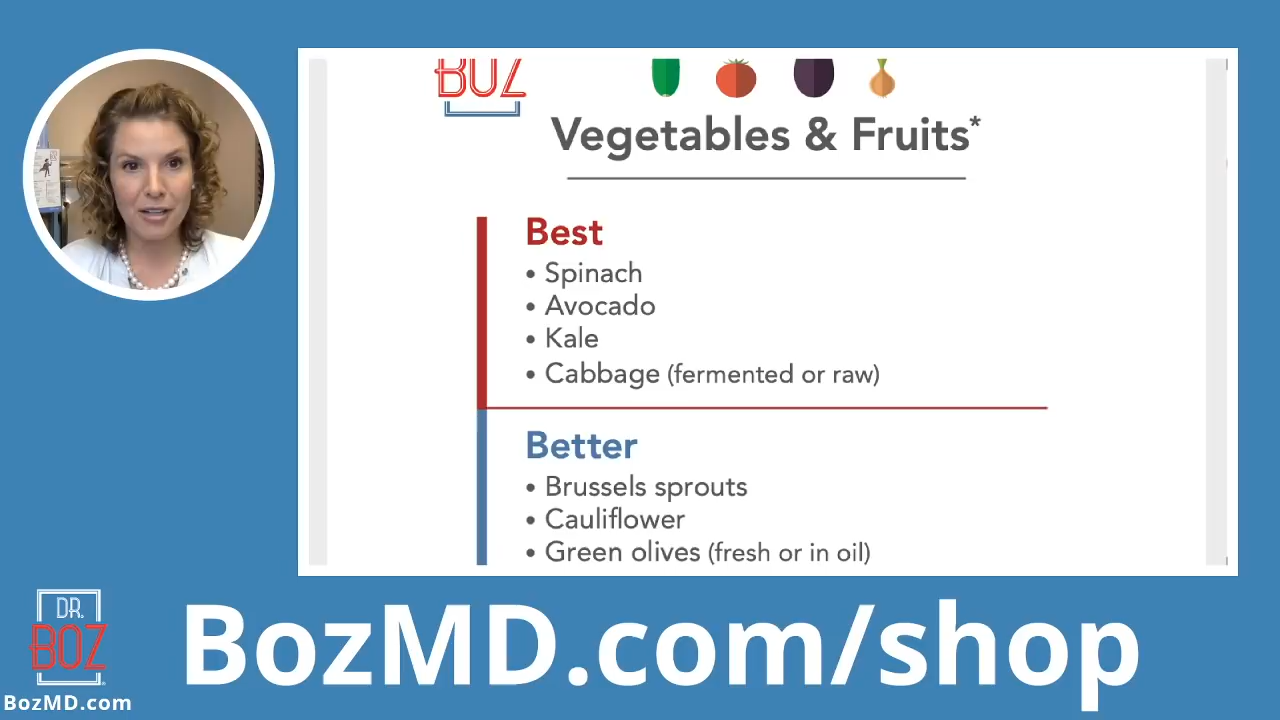 BOZ
Vegetables & Fruits*
Best
• Spinach
• Avocado
• Kale
• Cabbage (fermented or raw)
Better
• Brussels sprouts
• Cauliflower
• Green olives (fresh or in oil)
DR.
BOZ
BozMD.com/shop
BozMD.com